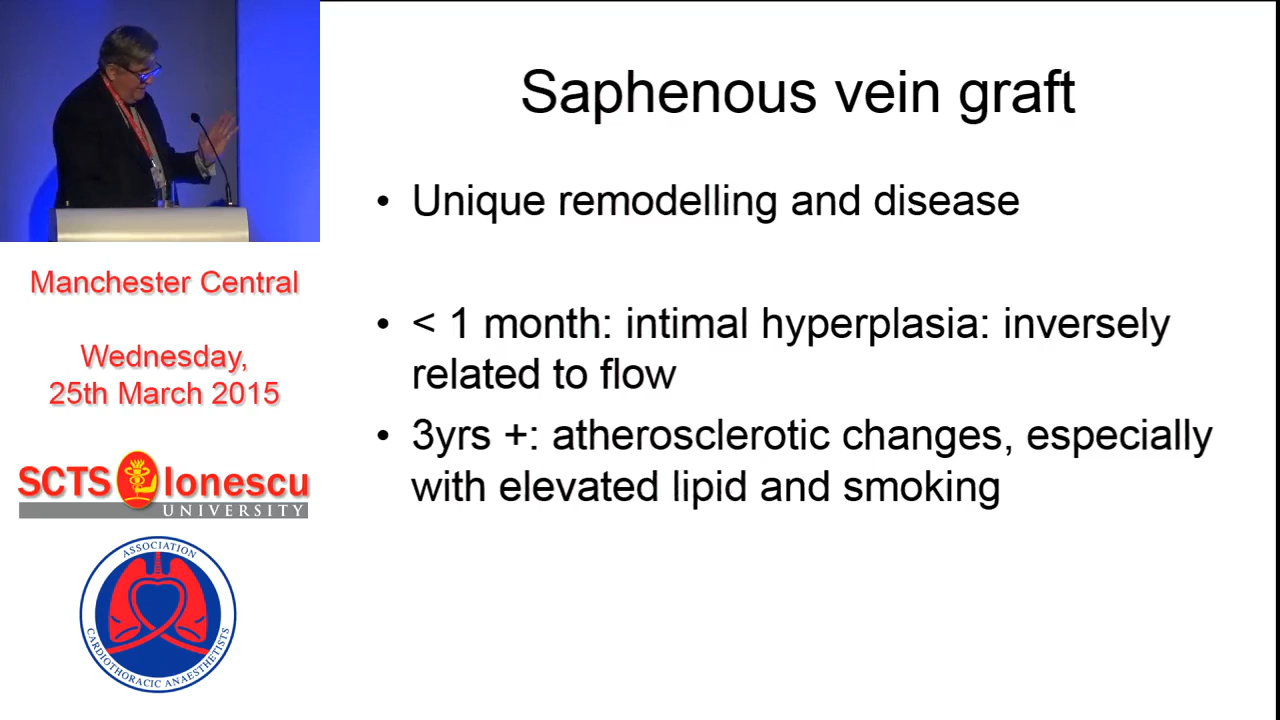 Saphenous vein graft
• Unique remodelling and disease
• < 1 month: intimal hyperplasia: inversely
related to flow
• 3yrs +: atherosclerotic changes, especially
with elevated lipid and smoking
Manchester Central
Wednesday,
25th March 2015
SCTS Ionescu
UNIVERSITY
ASSOCIATION
CARDIOTHORACIC ANAESTHETISTS